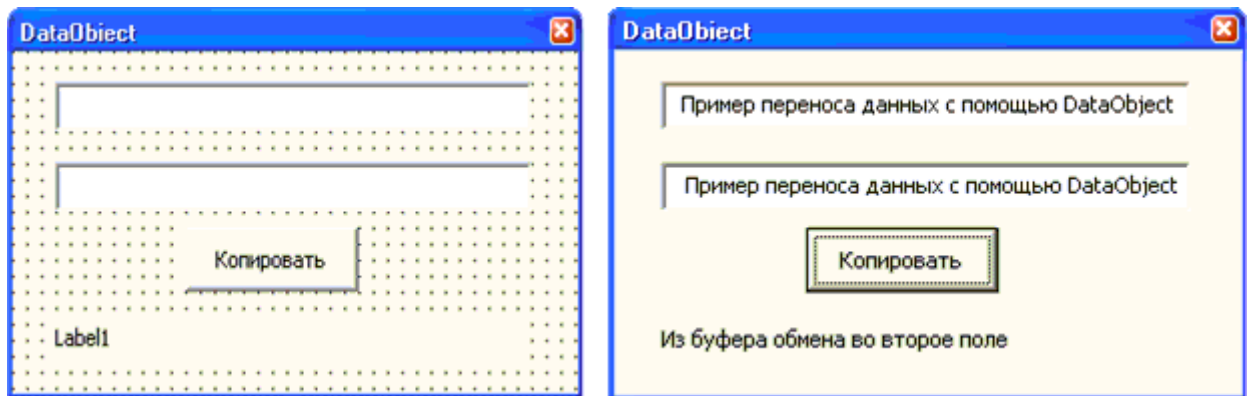 DataObiect
Копировать
Label1
DataObiect
Пример переноса данных с помощью DataObject
Пример переноса данных с помощью DataObject
Копировать
Из буфера обмена во второе поле